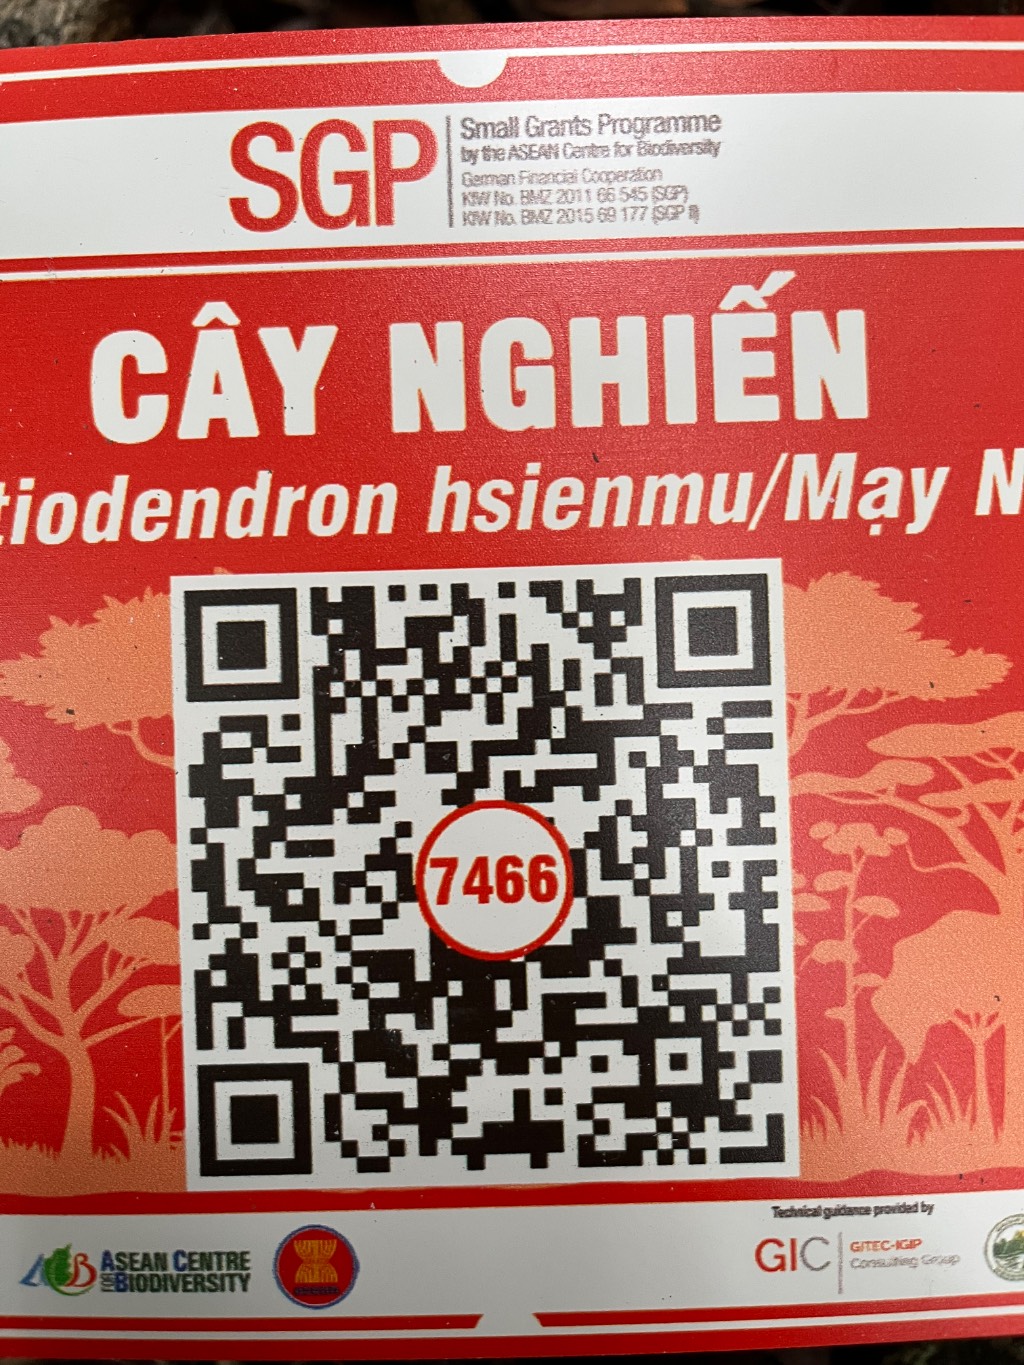 SGP
Small Grants Programme
by the ASEAN Centre for Biodiversity
German Financial Cooperation
KfW No. BMZ 2011 66 545 (SGP)
KfW No. BMZ 2015 69 177 (SGP II)
CÂY NGHIẾN
tiodendron hsienmu/Mạy N
7466
ACB
ASEAN CENTRE
FOR BIODIVERSITY
Technical guidance provided by
GIC
GITEC-IGIP
Consulting Group